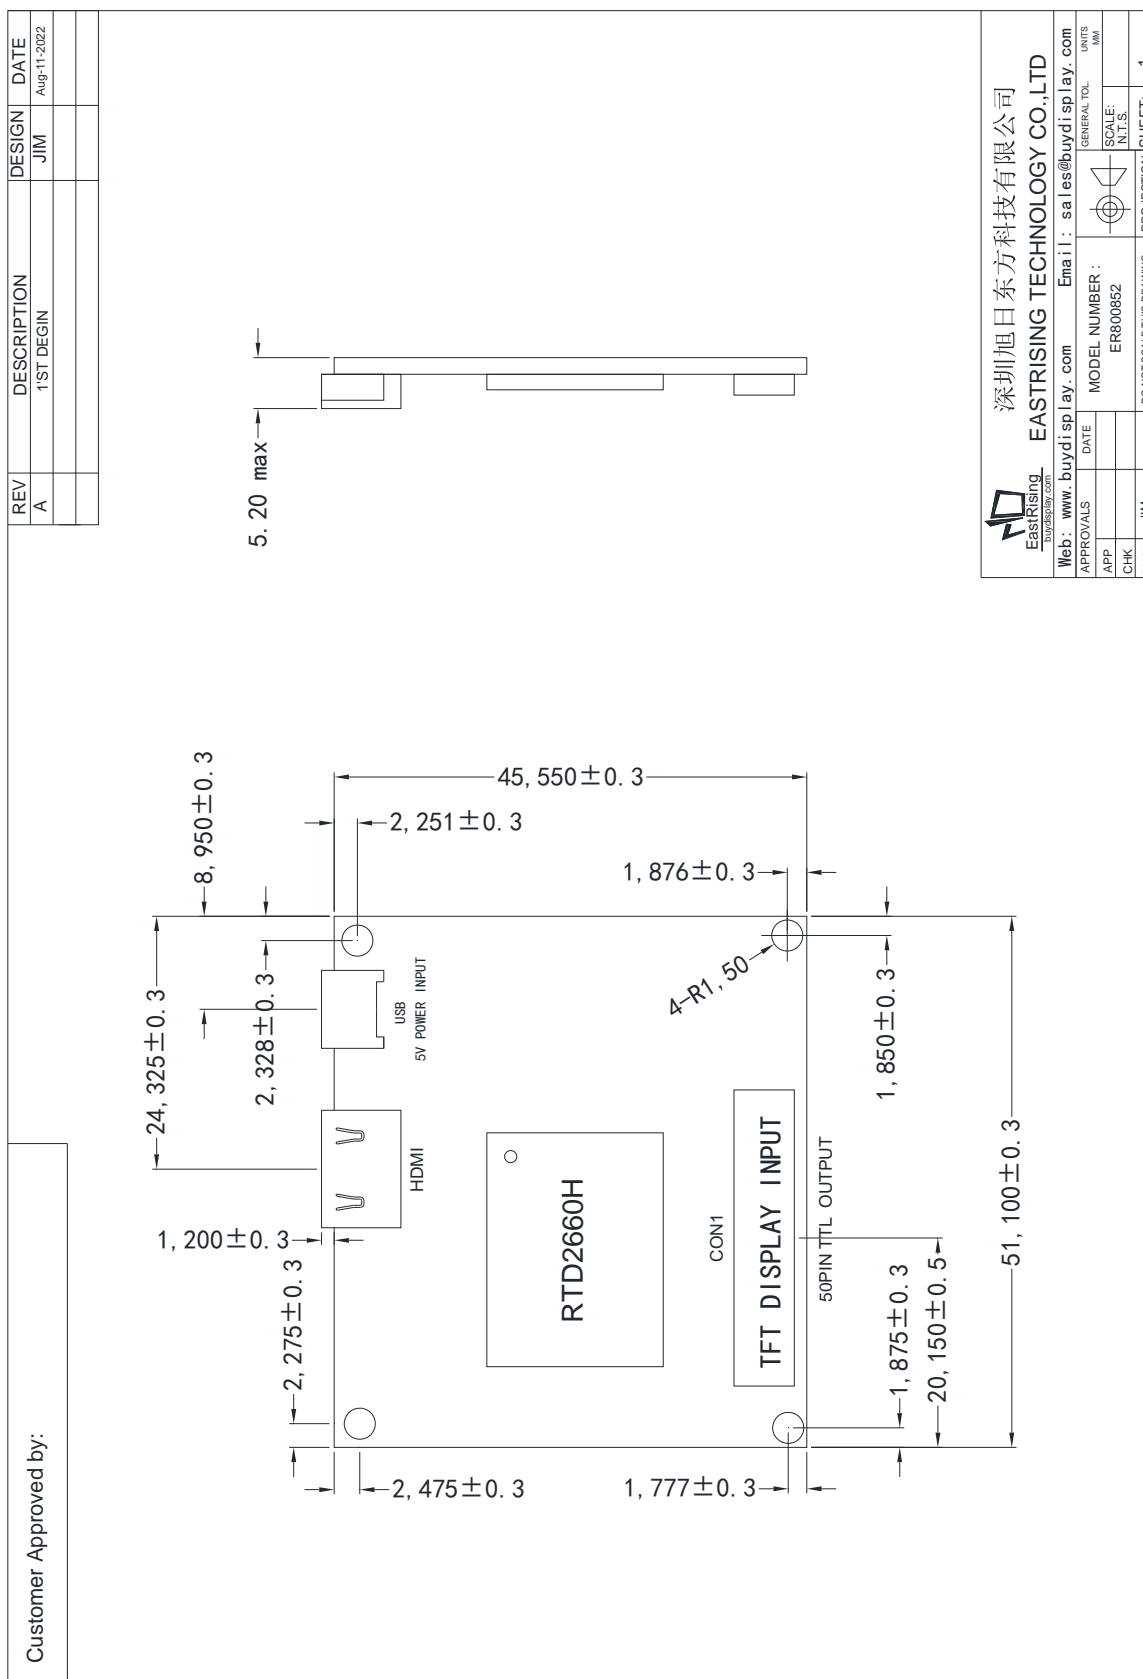 REV DESCRIPTION DESIGN DATE
A 1'ST DEGIN JIM Aug-11-2022
Customer Approved by:
5.20 max
45,550±0.3
2,251±0.3
8,950±0.3
1,876±0.3
24,325±0.3
2,328±0.3
4-R1,50
1,850±0.3
USB
5V POWER INPUT
HDMI
RTD2660H
CON1
TFT DISPLAY INPUT
50PIN TTL OUTPUT
1,200±0.3
2,275±0.3
2,475±0.3
1,777±0.3
1,875±0.3
20,150±0.5
51,100±0.3
深圳旭日东方科技有限公司
EastRising
buydisplay.com
EASTRISING TECHNOLOGY CO.,LTD
Web: www.buydisplay.com Email: sales@buydisplay.com
APPROVALS DATE
APP
CHK
MODEL NUMBER :
ER800852
GENERAL TOL. UNITS
MM
SCALE:
N.T.S.